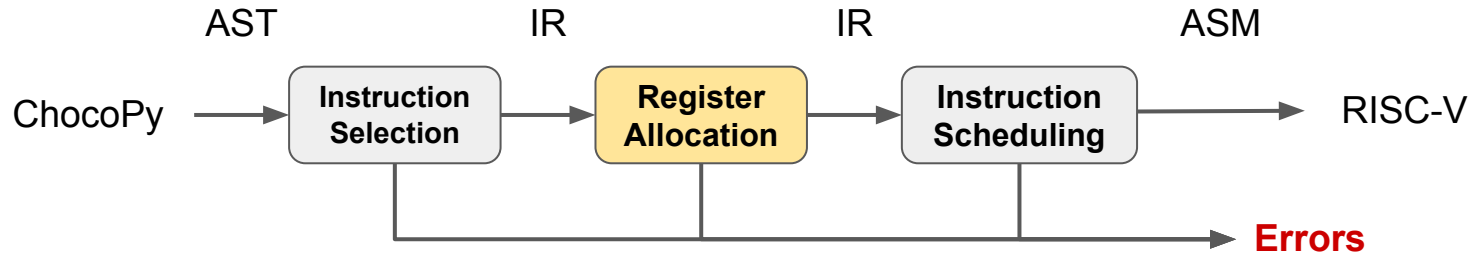 AST
IR
IR
ASM
ChocoPy
Instruction
Selection
Register
Allocation
Instruction
Scheduling
RISC-V
Errors